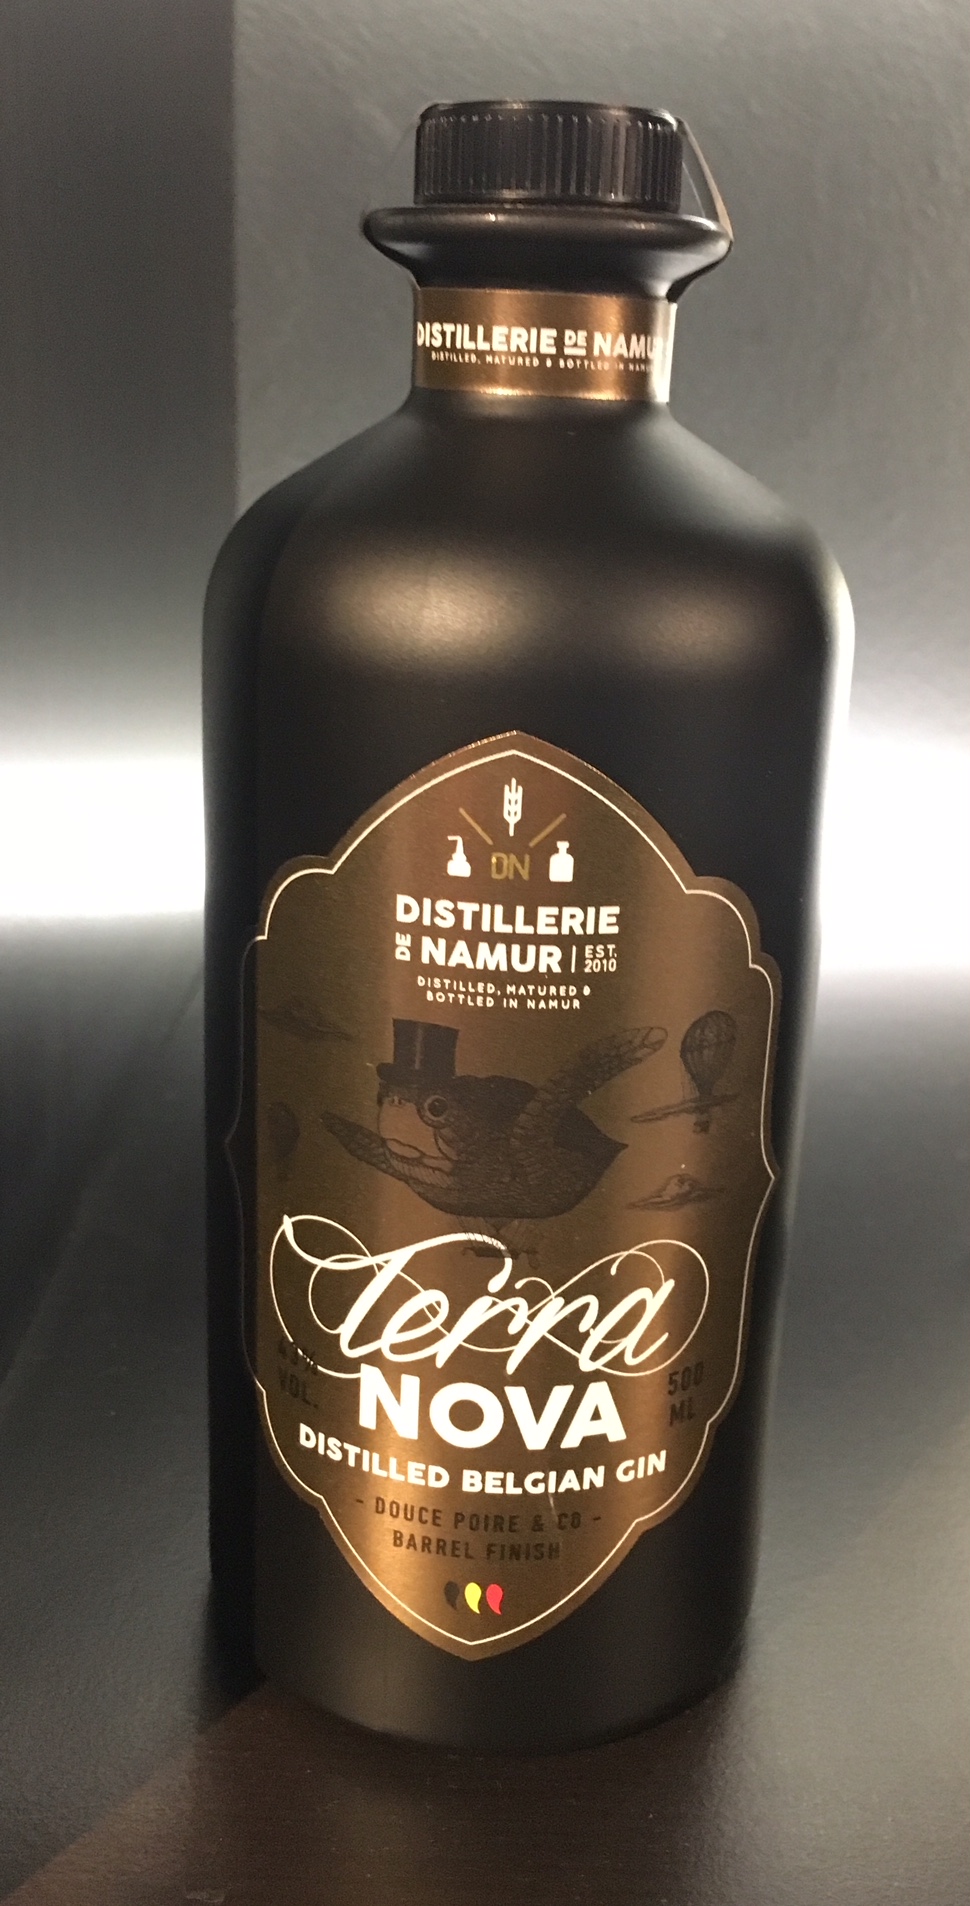 DISTILLERIE DE NAMUR
DISTILLED, MATURED & BOTTLED IN NAMUR
DN
DISTILLERIE
DE NAMUR | EST. 2010
DISTILLED, MATURED &
BOTTLED IN NAMUR
Terra
NOVA
VOL.
500
ML
DISTILLED BELGIAN GIN
- DOUCE POIRE & CO -
BARREL FINISH